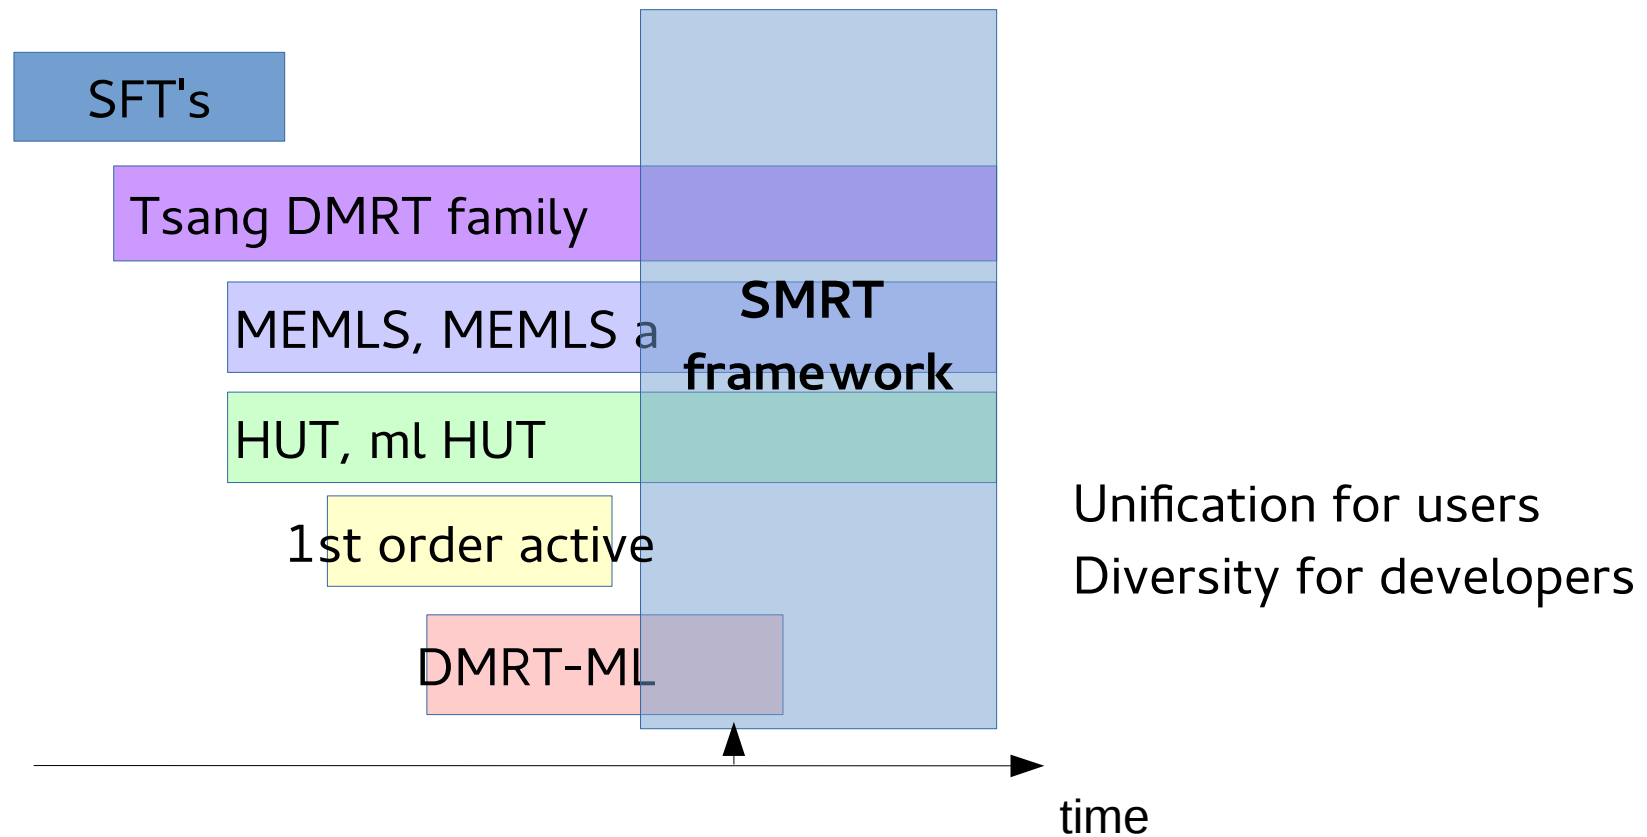 SFT's
Tsang DMRT family
MEMLS, MEMLS a
SMRT
framework
HUT, ml HUT
1st order active
DMRT-ML
Unification for users
Diversity for developers
time